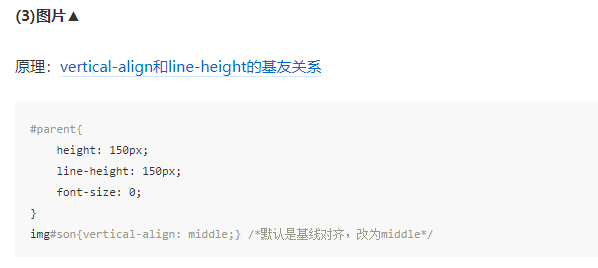 (3)图片▲
原理：vertical-align和line-height的基友关系
#parent{
    height: 150px;
    line-height: 150px;
    font-size: 0;
}
img#son{vertical-align: middle;} /*默认是基线对齐，改为middle*/